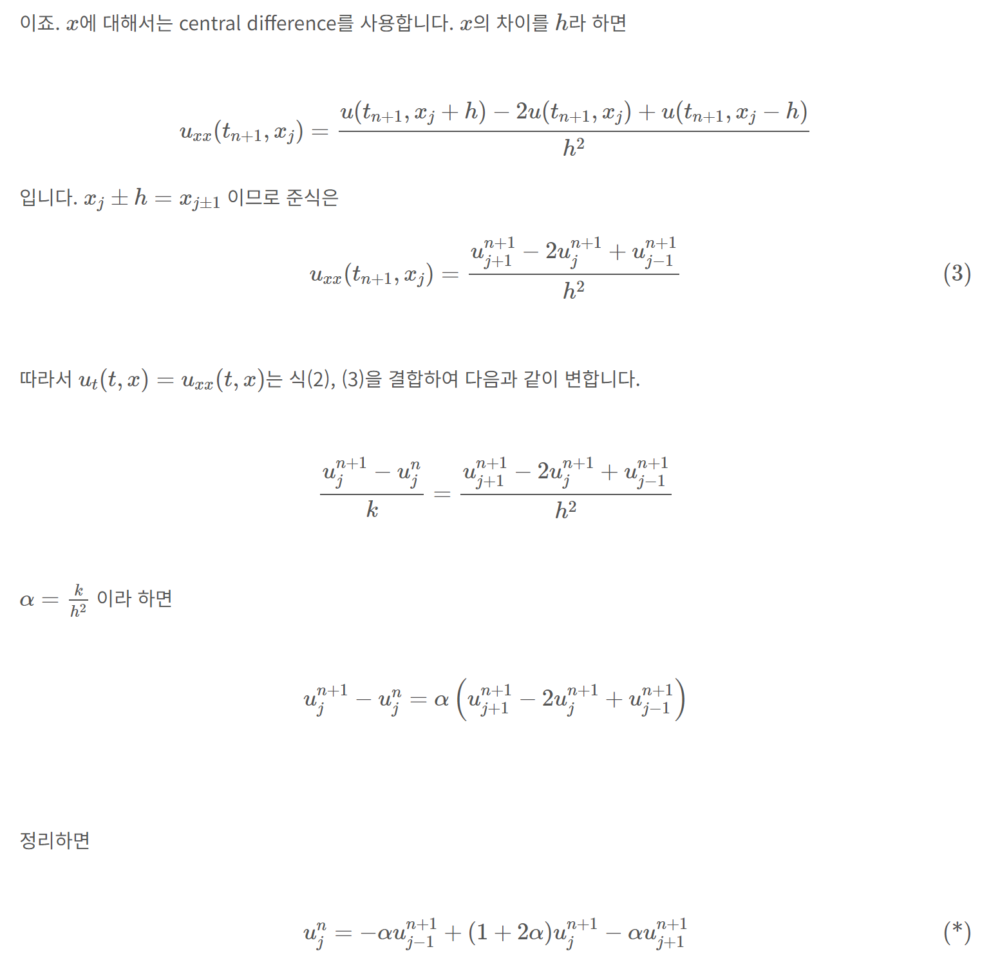 이죠. $x$에 대해서는 central difference를 사용합니다. $x$의 차이를 $h$라 하면
$$u_{xx}(t_{n+1}, x_j) = \frac{u(t_{n+1}, x_j + h) - 2u(t_{n+1}, x_j) + u(t_{n+1}, x_j - h)}{h^2}$$
입니다. $x_j \pm h = x_{j\pm 1}$ 이므로 준식은
$$u_{xx}(t_{n+1}, x_j) = \frac{u_{j+1}^{n+1} - 2u_j^{n+1} + u_{j-1}^{n+1}}{h^2} \quad (3)$$
따라서 $u_t(t, x) = u_{xx}(t, x)$는 식(2), (3)을 결합하여 다음과 같이 변합니다.
$$\frac{u_j^{n+1} - u_j^n}{k} = \frac{u_{j+1}^{n+1} - 2u_j^{n+1} + u_{j-1}^{n+1}}{h^2}$$
$\alpha = \frac{k}{h^2}$ 이라 하면
$$u_j^{n+1} - u_j^n = \alpha \left( u_{j+1}^{n+1} - 2u_j^{n+1} + u_{j-1}^{n+1} \right)$$
정리하면
$$u_j^n = -\alpha u_{j-1}^{n+1} + (1 + 2\alpha) u_j^{n+1} - \alpha u_{j+1}^{n+1} \quad (*)$$